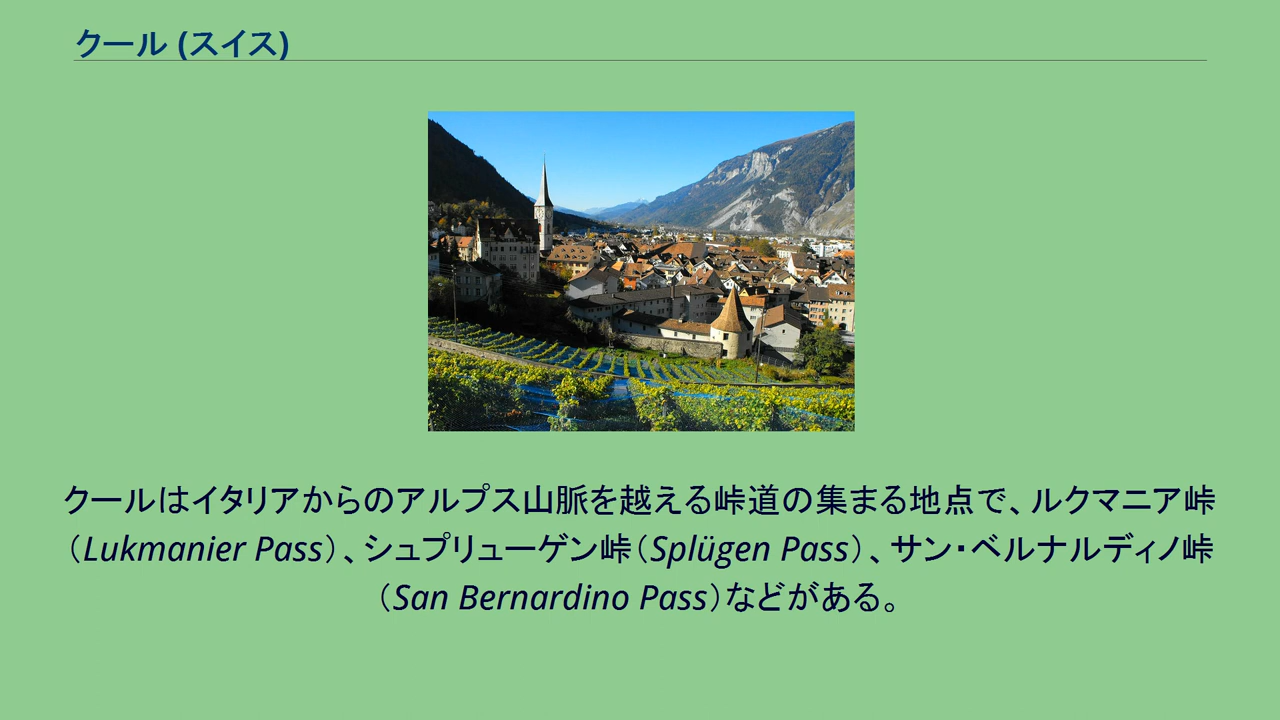 クール (スイス)
クールはイタリアからのアルプス山脈を越える峠道の集まる地点で、ルクマニア峠
（Lukmanier Pass）、シュプリューゲン峠（Splügen Pass）、サン・ベルナルディノ峠
（San Bernardino Pass）などがある。